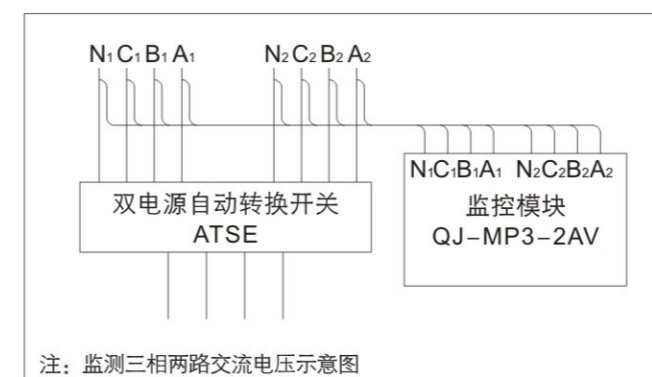 N₁ C₁ B₁ A₁ N₂ C₂ B₂ A₂
N₁C₁B₁A₁ N₂C₂B₂A₂
双电源自动转换开关
ATSE
监控模块
QJ-MP3-2AV
注：监测三相两路交流电压示意图